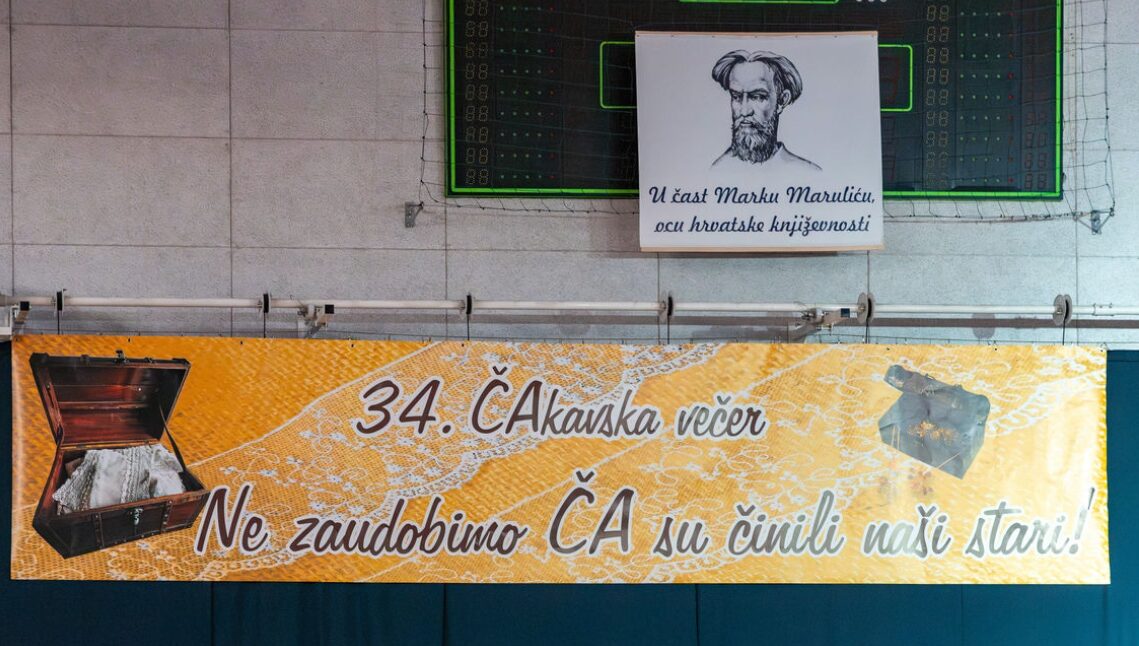 U čast Marku Maruliću,
ocu hrvatske književnosti
34. ČAkavska večer
Ne zaudobimo ČA su činili naši stari!